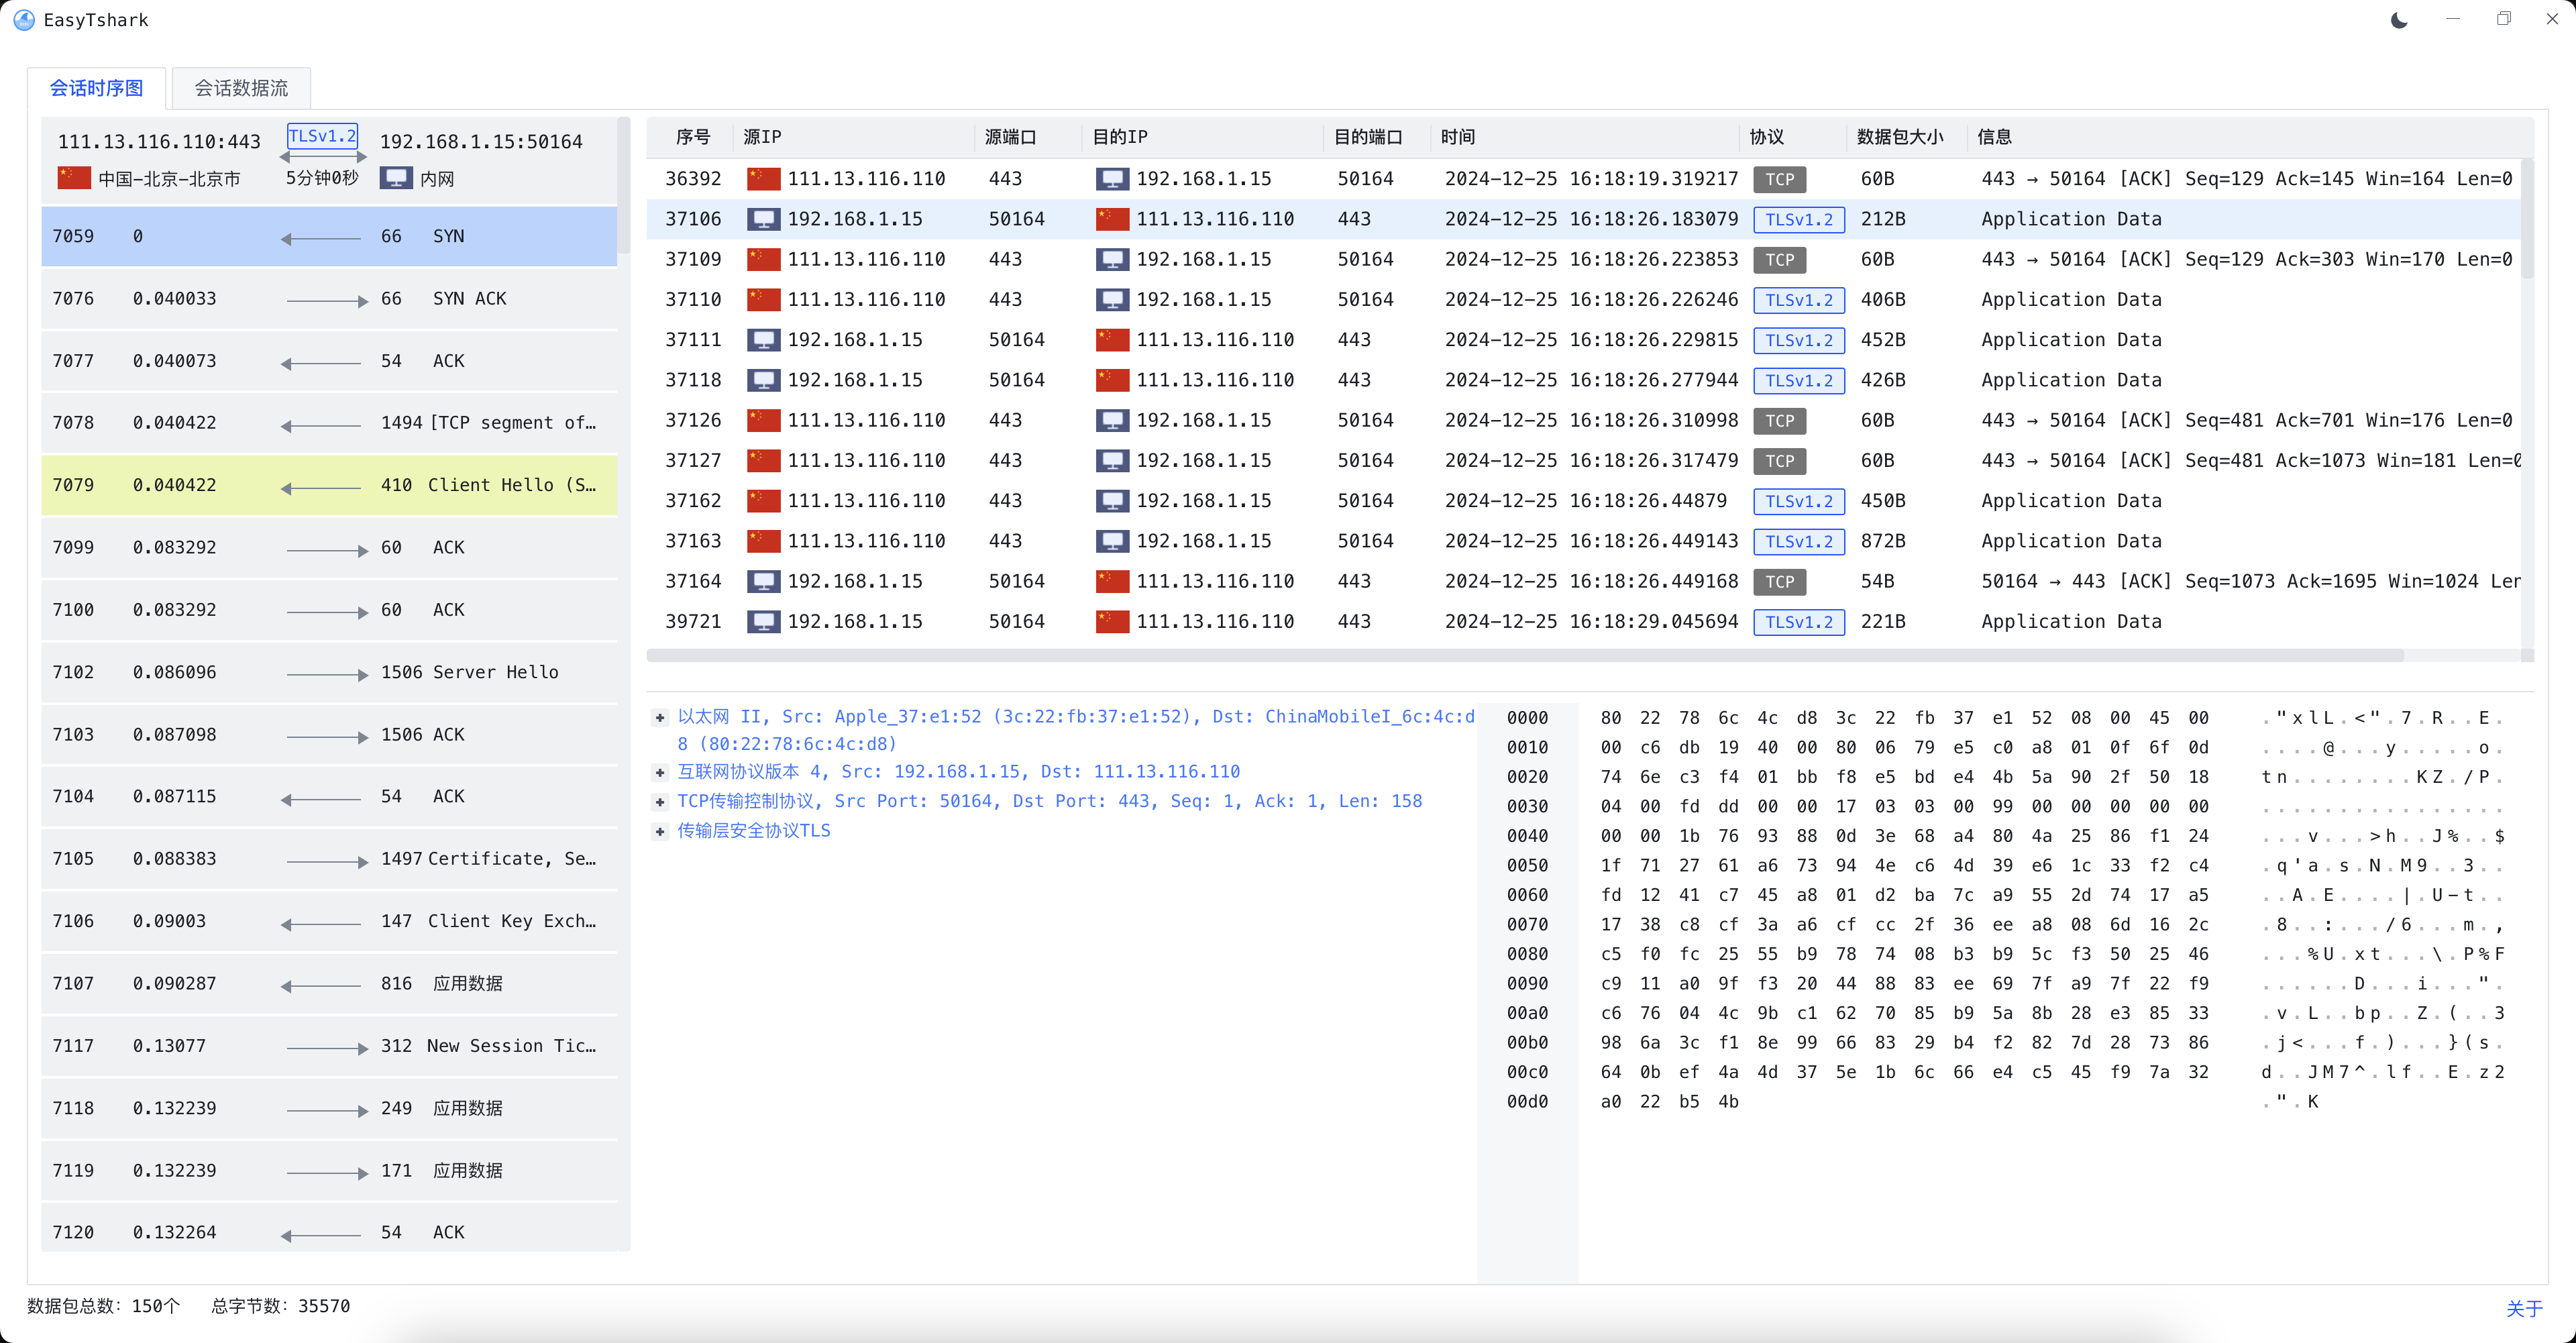 EasyTshark
会话时序图 会话数据流
111.13.116.110:443 TLSv1.2 192.168.1.15:50164
中国-北京-北京市 5分钟0秒 内网
7059 0 66 SYN
7076 0.040033 66 SYN ACK
7077 0.040073 54 ACK
7078 0.040422 1494 [TCP segment of…
7079 0.040422 410 Client Hello (S…
7099 0.083292 60 ACK
7100 0.083292 60 ACK
7102 0.086096 1506 Server Hello
7103 0.087098 1506 ACK
7104 0.087115 54 ACK
7105 0.088383 1497 Certificate, Se…
7106 0.09003 147 Client Key Exch…
7107 0.090287 816 应用数据
7117 0.13077 312 New Session Tic…
7118 0.132239 249 应用数据
7119 0.132239 171 应用数据
7120 0.132264 54 ACK
序号 源IP 源端口 目的IP 目的端口 时间 协议 数据包大小 信息
36392 111.13.116.110 443 192.168.1.15 50164 2024-12-25 16:18:19.319217 TCP 60B 443 → 50164 [ACK] Seq=129 Ack=145 Win=164 Len=0
37106 192.168.1.15 50164 111.13.116.110 443 2024-12-25 16:18:26.183079 TLSv1.2 212B Application Data
37109 111.13.116.110 443 192.168.1.15 50164 2024-12-25 16:18:26.223853 TCP 60B 443 → 50164 [ACK] Seq=129 Ack=303 Win=170 Len=0
37110 111.13.116.110 443 192.168.1.15 50164 2024-12-25 16:18:26.226246 TLSv1.2 406B Application Data
37111 192.168.1.15 50164 111.13.116.110 443 2024-12-25 16:18:26.229815 TLSv1.2 452B Application Data
37118 192.168.1.15 50164 111.13.116.110 443 2024-12-25 16:18:26.277944 TLSv1.2 426B Application Data
37126 111.13.116.110 443 192.168.1.15 50164 2024-12-25 16:18:26.310998 TCP 60B 443 → 50164 [ACK] Seq=481 Ack=701 Win=176 Len=0
37127 111.13.116.110 443 192.168.1.15 50164 2024-12-25 16:18:26.317479 TCP 60B 443 → 50164 [ACK] Seq=481 Ack=1073 Win=181 Len=0
37162 111.13.116.110 443 192.168.1.15 50164 2024-12-25 16:18:26.44879 TLSv1.2 450B Application Data
37163 111.13.116.110 443 192.168.1.15 50164 2024-12-25 16:18:26.449143 TLSv1.2 872B Application Data
37164 192.168.1.15 50164 111.13.116.110 443 2024-12-25 16:18:26.449168 TCP 54B 50164 → 443 [ACK] Seq=1073 Ack=1695 Win=1024 Len
39721 192.168.1.15 50164 111.13.116.110 443 2024-12-25 16:18:29.045694 TLSv1.2 221B Application Data
以太网 II, Src: Apple_37:e1:52 (3c:22:fb:37:e1:52), Dst: ChinaMobileI_6c:4c:d
8 (80:22:78:6c:4c:d8)
互联网协议版本 4, Src: 192.168.1.15, Dst: 111.13.116.110
TCP传输控制协议, Src Port: 50164, Dst Port: 443, Seq: 1, Ack: 1, Len: 158
传输层安全协议TLS
0000 80 22 78 6c 4c d8 3c 22 fb 37 e1 52 08 00 45 00 ."xlL.<".7.R..E.
0010 00 c6 db 19 40 00 80 06 79 e5 c0 a8 01 0f 6f 0d ....@...y.....o.
0020 74 6e c3 f4 01 bb f8 e5 bd e4 4b 5a 90 2f 50 18 tn........KZ./P.
0030 04 00 fd dd 00 00 17 03 03 00 99 00 00 00 00 00 ................
0040 00 00 1b 76 93 88 0d 3e 68 a4 80 4a 25 86 f1 24 ...v...>h..J%..$
0050 1f 71 27 61 a6 73 94 4e c6 4d 39 e6 1c 33 f2 c4 .q'a.s.N.M9..3..
0060 fd 12 41 c7 45 a8 01 d2 ba 7c a9 55 2d 74 17 a5 ..A.E....|.U-t..
0070 17 38 c8 cf 3a a6 cf cc 2f 36 ee a8 08 6d 16 2c .8..:.../6...m.,
0080 c5 f0 fc 25 55 b9 78 74 08 b3 b9 5c f3 50 25 46 ...%U.xt...\.P%F
0090 c9 11 a0 9f f3 20 44 88 83 ee 69 7f a9 7f 22 f9 ......D...i...".
00a0 c6 76 04 4c 9b c1 62 70 85 b9 5a 8b 28 e3 85 33 .v.L..bp..Z.(..3
00b0 98 6a 3c f1 8e 99 66 83 29 b4 f2 82 7d 28 73 86 .j<...f.)...}(s.
00c0 64 0b ef 4a 4d 37 5e 1b 6c 66 e4 c5 45 f9 7a 32 d..JM7^.lf..E.z2
00d0 a0 22 b5 4b .".K
数据包总数: 150个 总字节数: 35570
关于